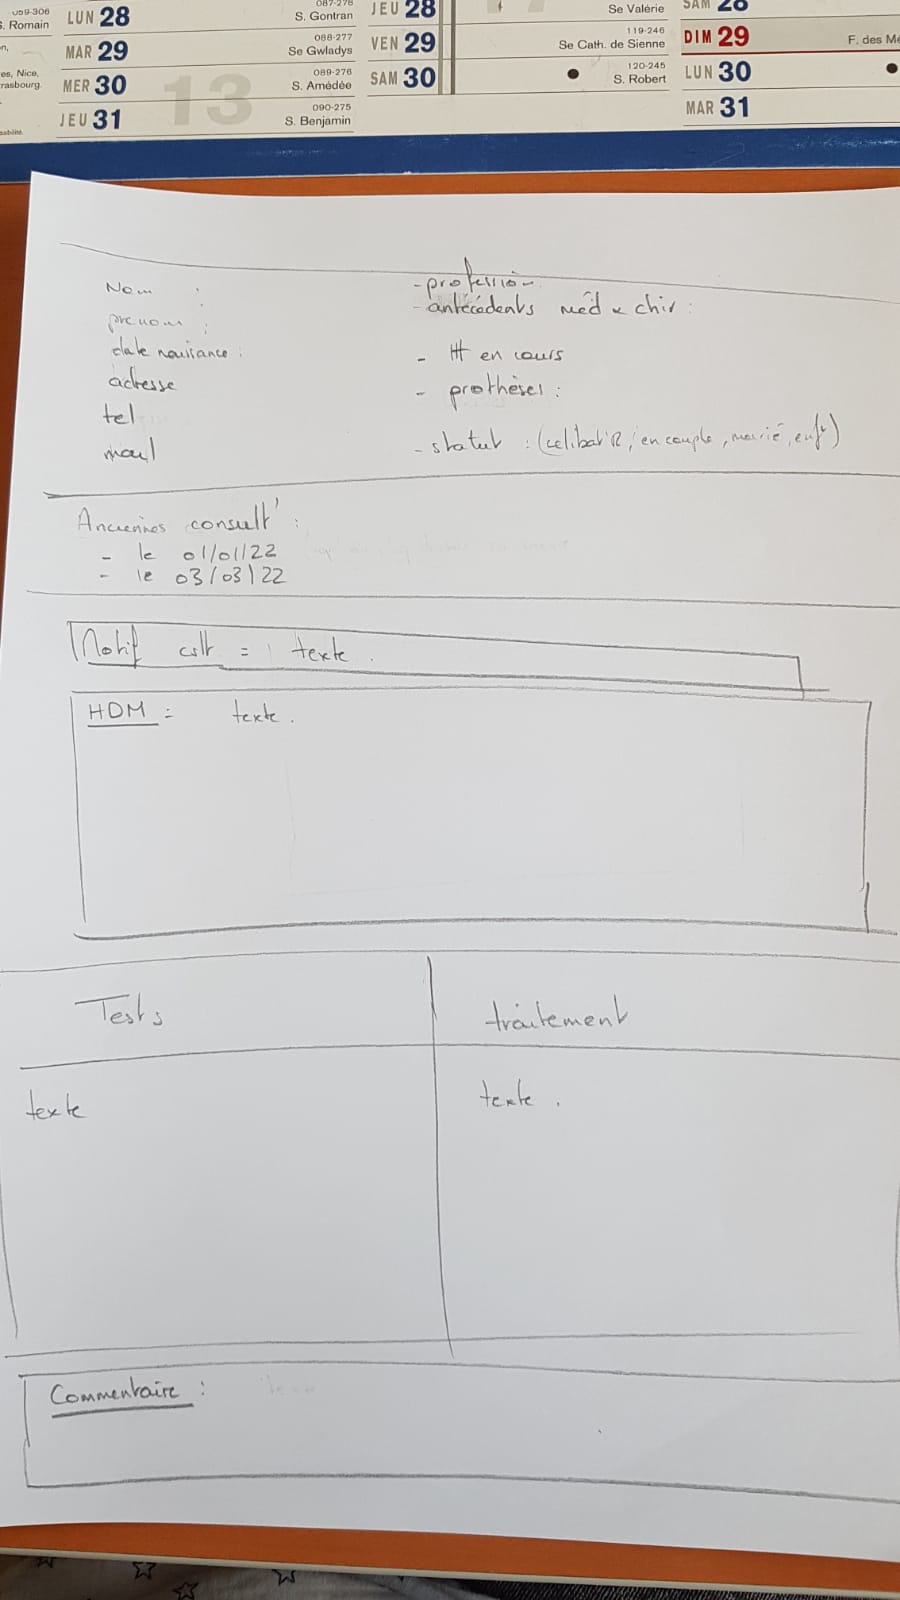 059-306
S. Romain
LUN 28
087-278
S. Gontran
JEU 28
Se Valérie
SAM 28
MAR 29
088-277
Se Gwladys
VEN 29
119-246
Se Cath. de Sienne
DIM 29
F. des Mè
es, Nice,
rasbourg.
MER 30
13
089-276
S. Amédée
SAM 30
120-245
S. Robert
LUN 30
JEU 31
090-275
S. Benjamin
MAR 31
Nom :
prenom :
date naissance :
adresse
tel
mail
- profession
- antécédents méd & chir :
- ttt en cours
- prothèses :
- statut : (celibat'R, en couple, marié, enft)
Anciennes consult° :
- le 01/01/22
- le 03/03/22
Motif cslt = texte.
HDM = texte.
Tests
traitement
texte
texte.
Commentaire :